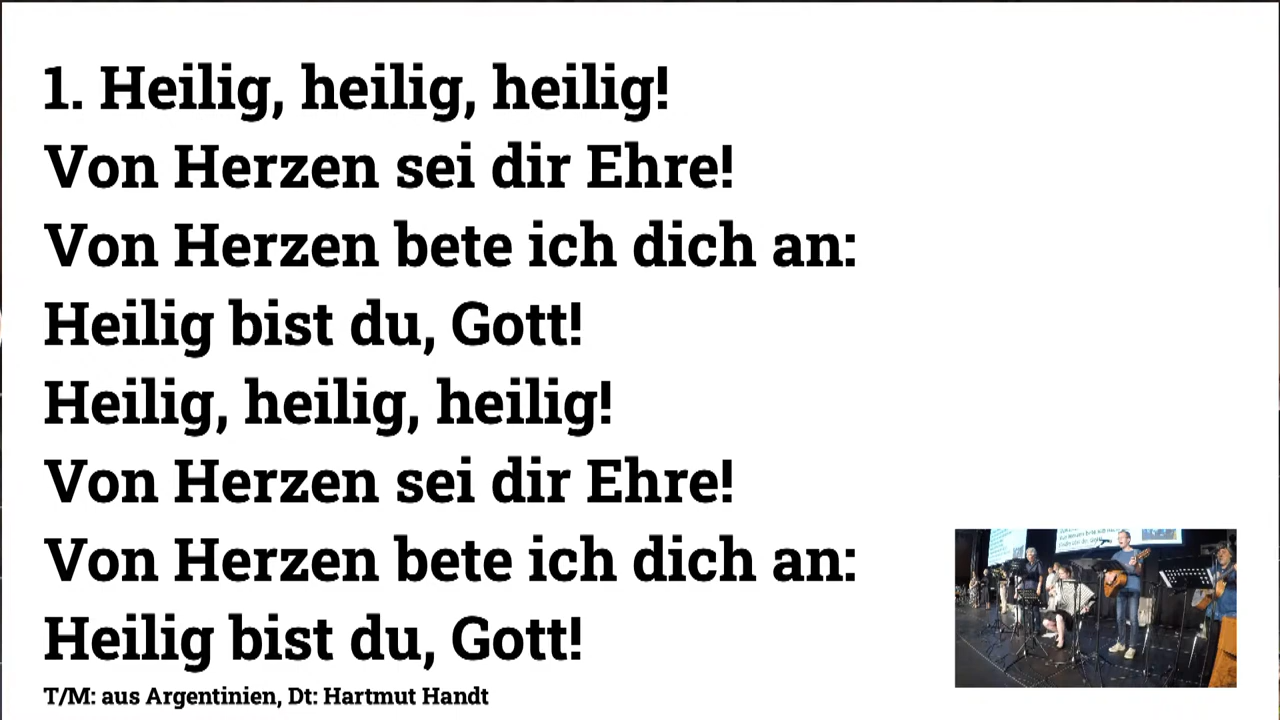 1. Heilig, heilig, heilig!
Von Herzen sei dir Ehre!
Von Herzen bete ich dich an:
Heilig bist du, Gott!
Heilig, heilig, heilig!
Von Herzen sei dir Ehre!
Von Herzen bete ich dich an:
Heilig bist du, Gott!
T/M: aus Argentinien, Dt: Hartmut Handt